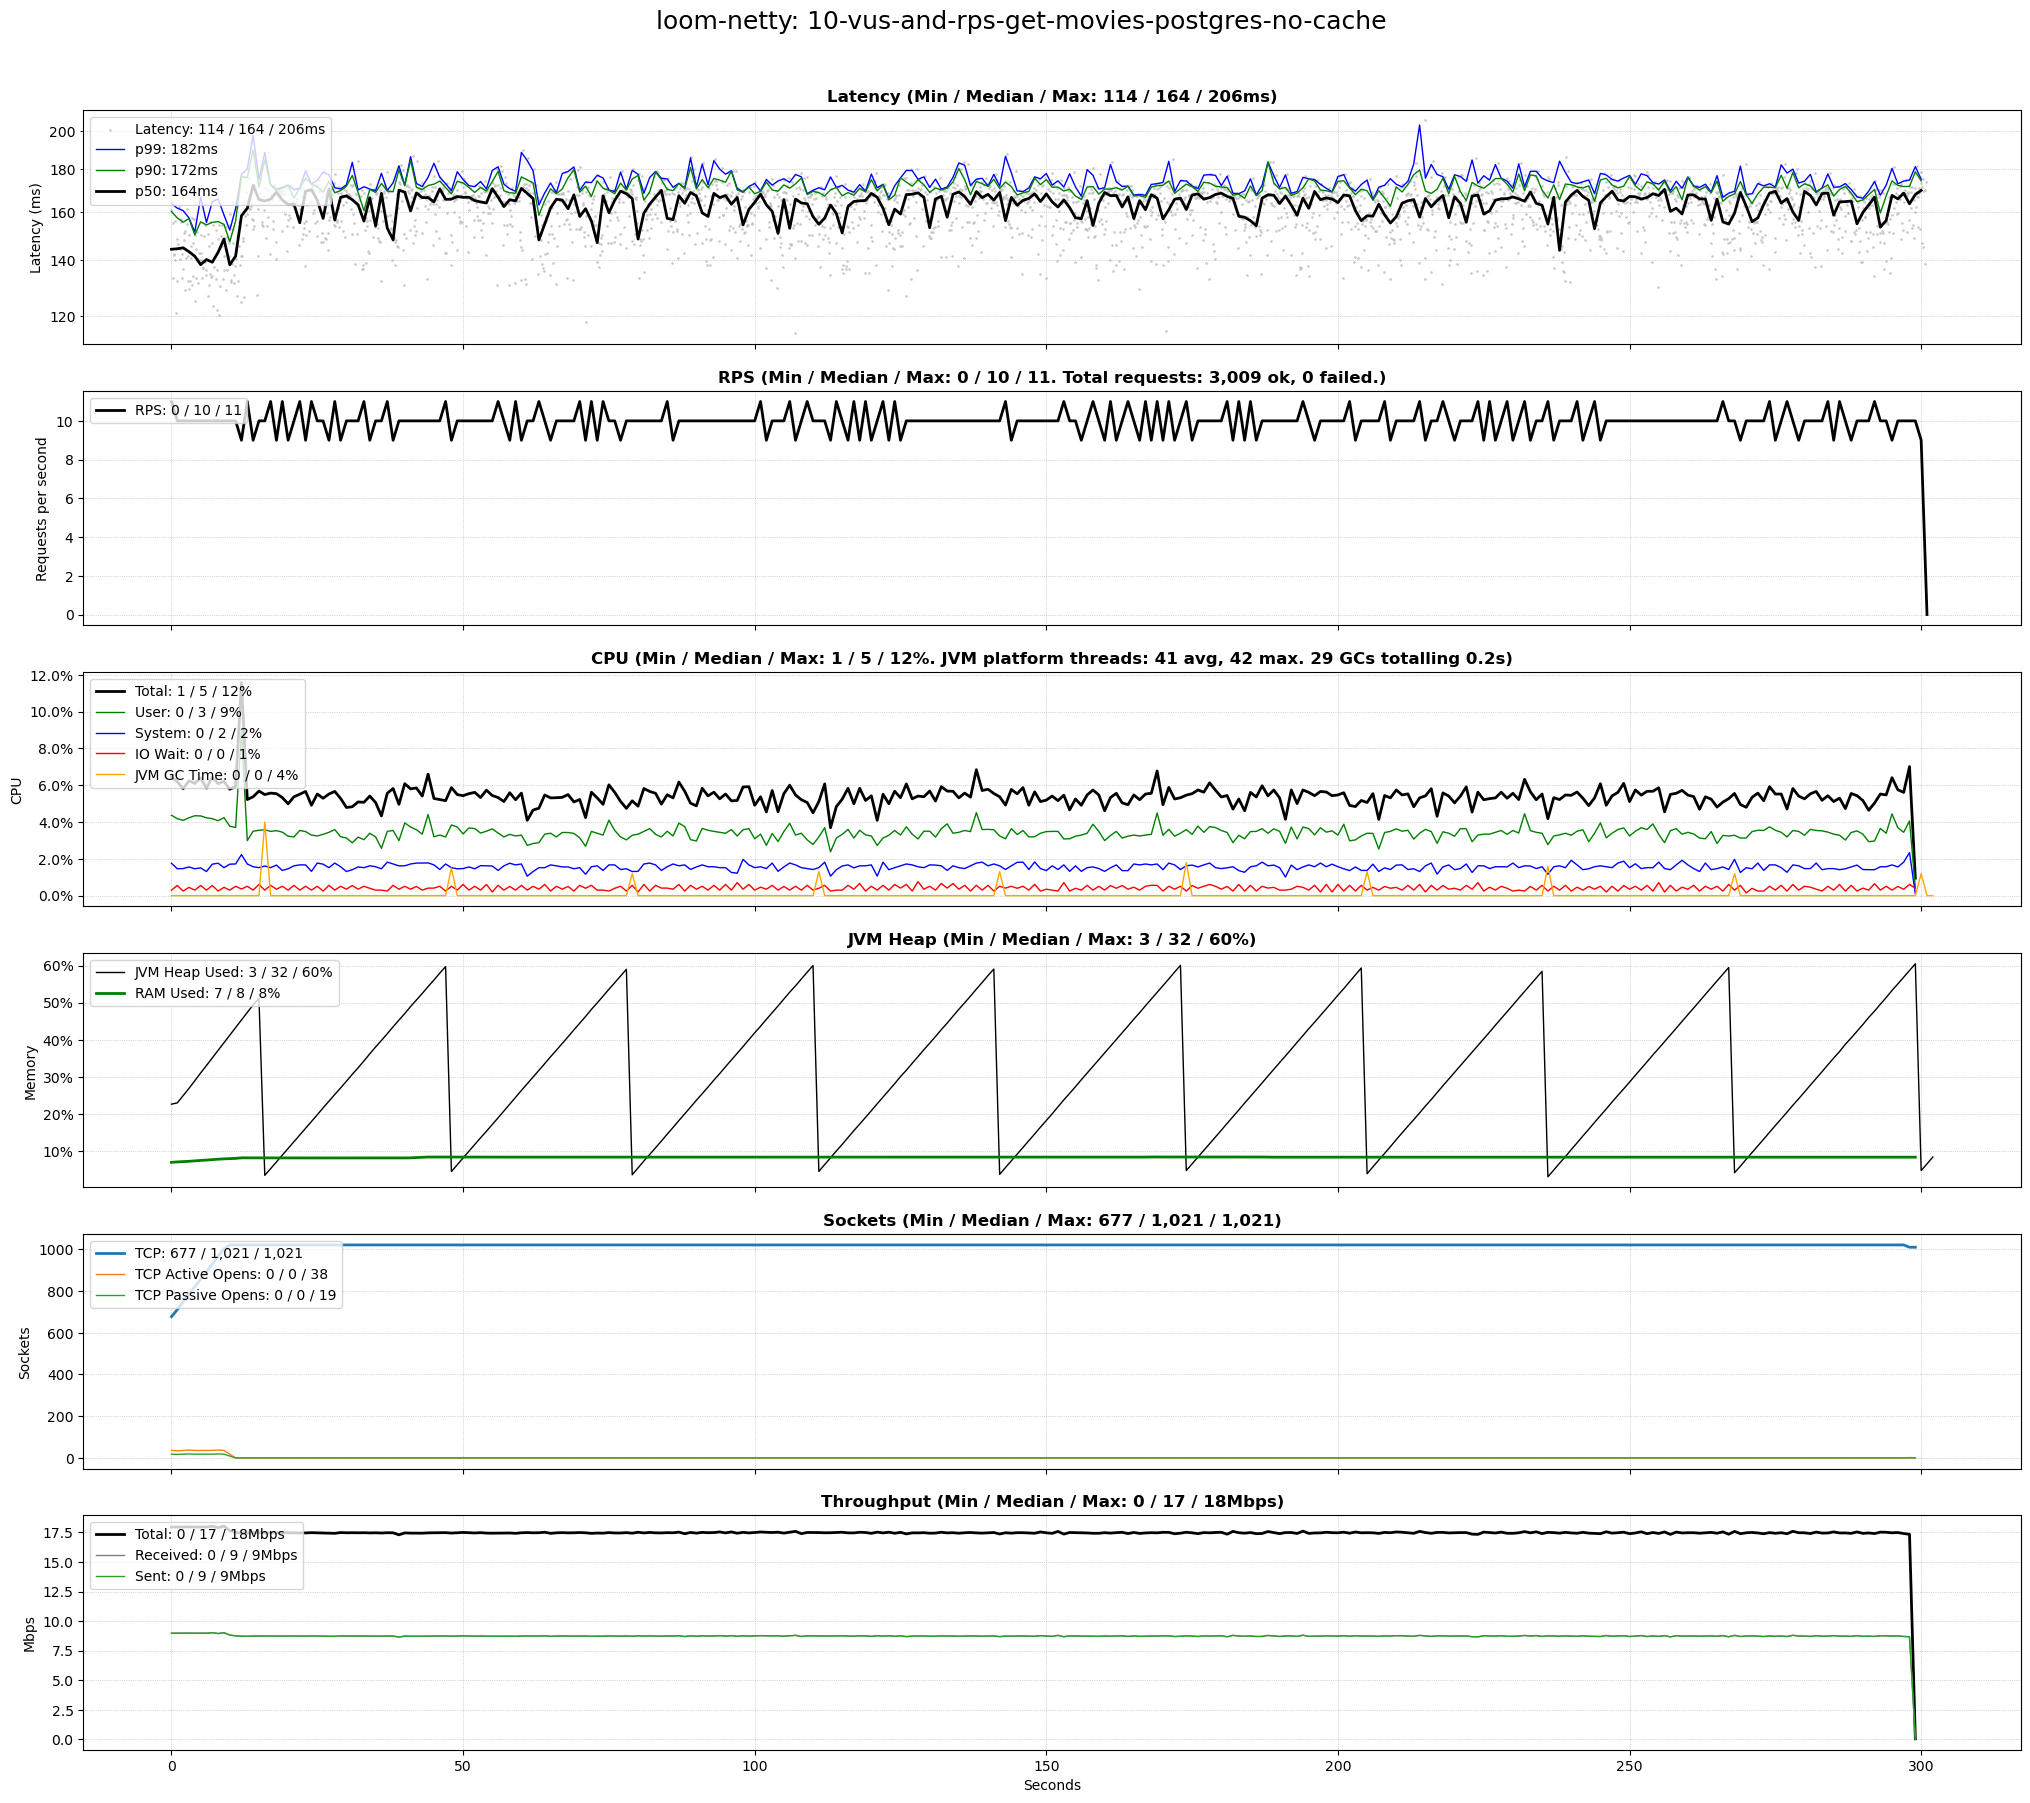 loom-netty: 10-vus-and-rps-get-movies-postgres-no-cache
Latency (Min / Median / Max: 114 / 164 / 206ms)
Latency: 114 / 164 / 206ms
p99: 182ms
p90: 172ms
p50: 164ms
200
180
160
140
120
Latency (ms)
RPS (Min / Median / Max: 0 / 10 / 11. Total requests: 3,009 ok, 0 failed.)
RPS: 0 / 10 / 11
10
8
6
4
2
0
Requests per second
CPU (Min / Median / Max: 1 / 5 / 12%. JVM platform threads: 41 avg, 42 max. 29 GCs totalling 0.2s)
Total: 1 / 5 / 12%
User: 0 / 3 / 9%
System: 0 / 2 / 2%
IO Wait: 0 / 0 / 1%
JVM GC Time: 0 / 0 / 4%
12.0%
10.0%
8.0%
6.0%
4.0%
2.0%
0.0%
CPU
JVM Heap (Min / Median / Max: 3 / 32 / 60%)
JVM Heap Used: 3 / 32 / 60%
RAM Used: 7 / 8 / 8%
60%
50%
40%
30%
20%
10%
Memory
Sockets (Min / Median / Max: 677 / 1,021 / 1,021)
TCP: 677 / 1,021 / 1,021
TCP Active Opens: 0 / 0 / 38
TCP Passive Opens: 0 / 0 / 19
1000
800
600
400
200
0
Sockets
Throughput (Min / Median / Max: 0 / 17 / 18Mbps)
Total: 0 / 17 / 18Mbps
Received: 0 / 9 / 9Mbps
Sent: 0 / 9 / 9Mbps
17.5
15.0
12.5
10.0
7.5
5.0
2.5
0.0
Mbps
0 50 100 150 200 250 300
Seconds